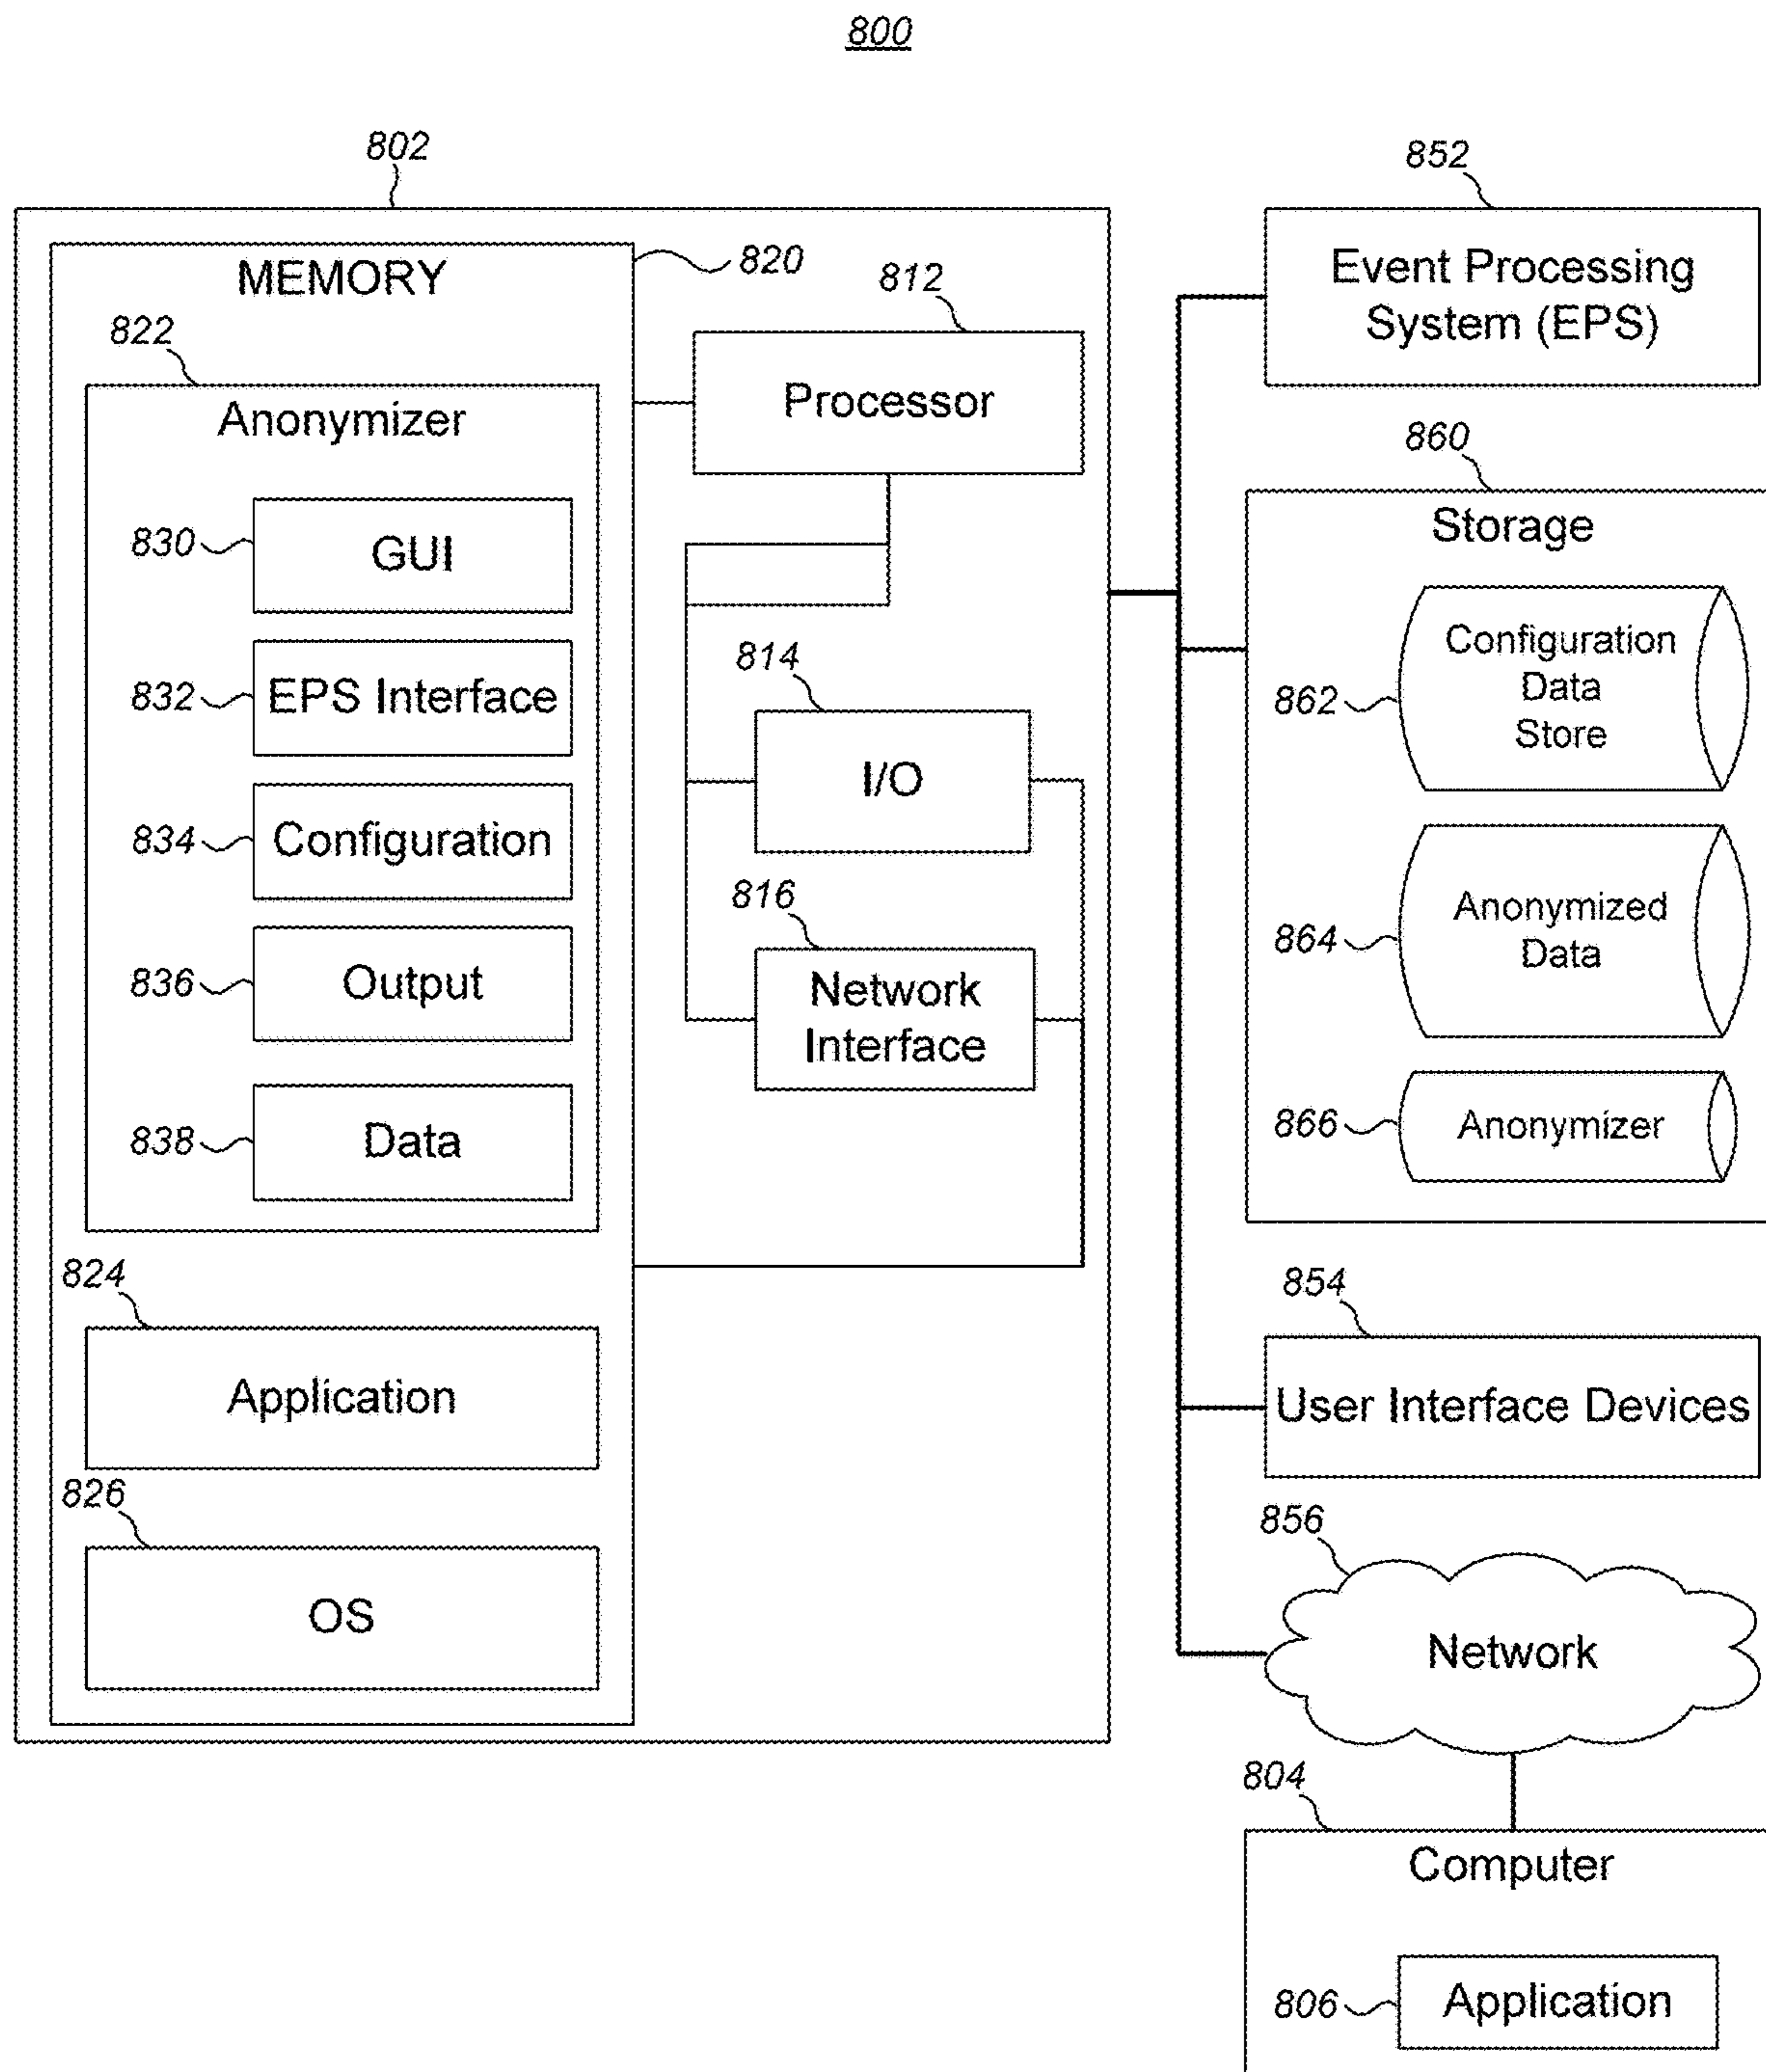 800
802
MEMORY
820
822
Anonymizer
830
GUI
832
EPS Interface
834
Configuration
836
Output
838
Data
824
Application
826
OS
812
Processor
814
I/O
816
Network
Interface
852
Event Processing
System (EPS)
860
Storage
862
Configuration
Data
Store
864
Anonymized
Data
866
Anonymizer
854
User Interface Devices
856
Network
804
Computer
806
Application